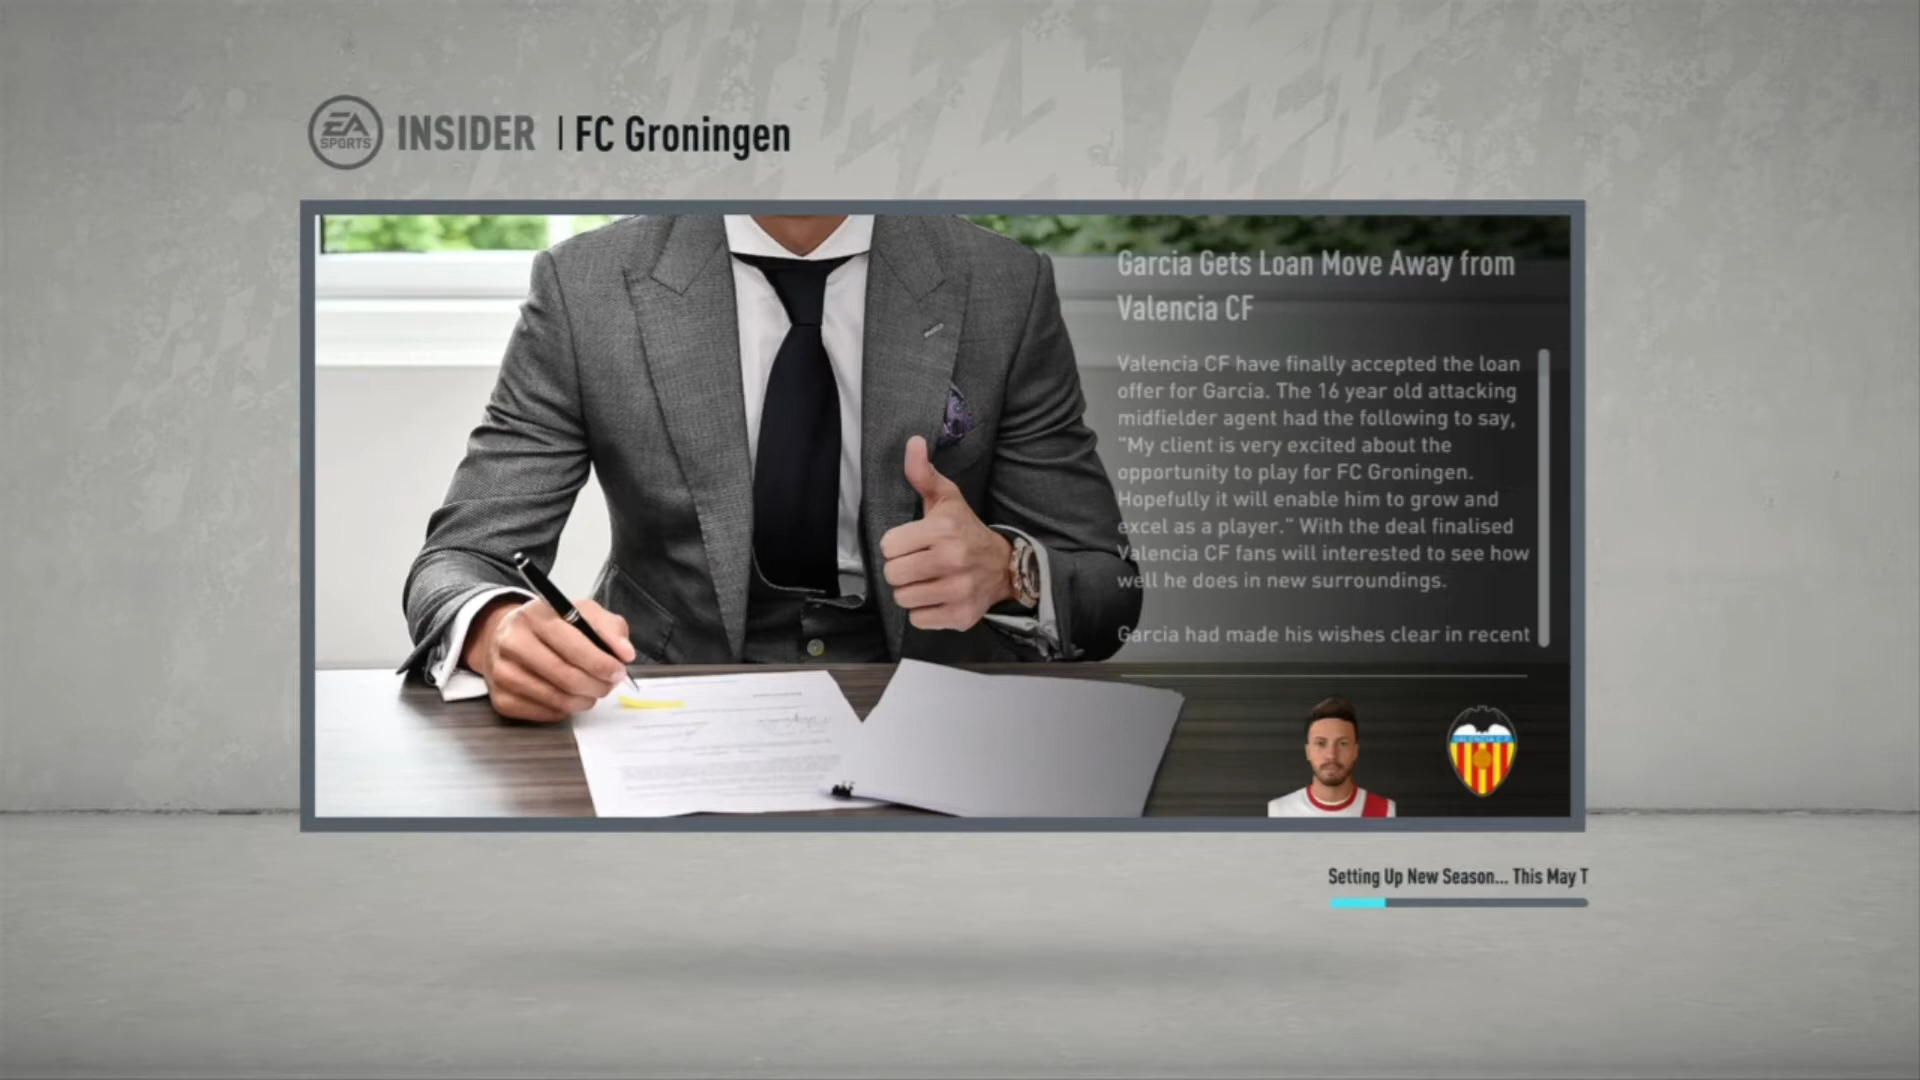 EA SPORTS INSIDER | FC Groningen
Garcia Gets Loan Move Away from
Valencia CF
Valencia CF have finally accepted the loan
offer for Garcia. The 16 year old attacking
midfielder agent had the following to say,
"My client is very excited about the
opportunity to play for FC Groningen.
Hopefully it will enable him to grow and
excel as a player." With the deal finalised
Valencia CF fans will interested to see how
well he does in new surroundings.
Garcia had made his wishes clear in recent
VALENCIA C.F
Setting Up New Season... This May T